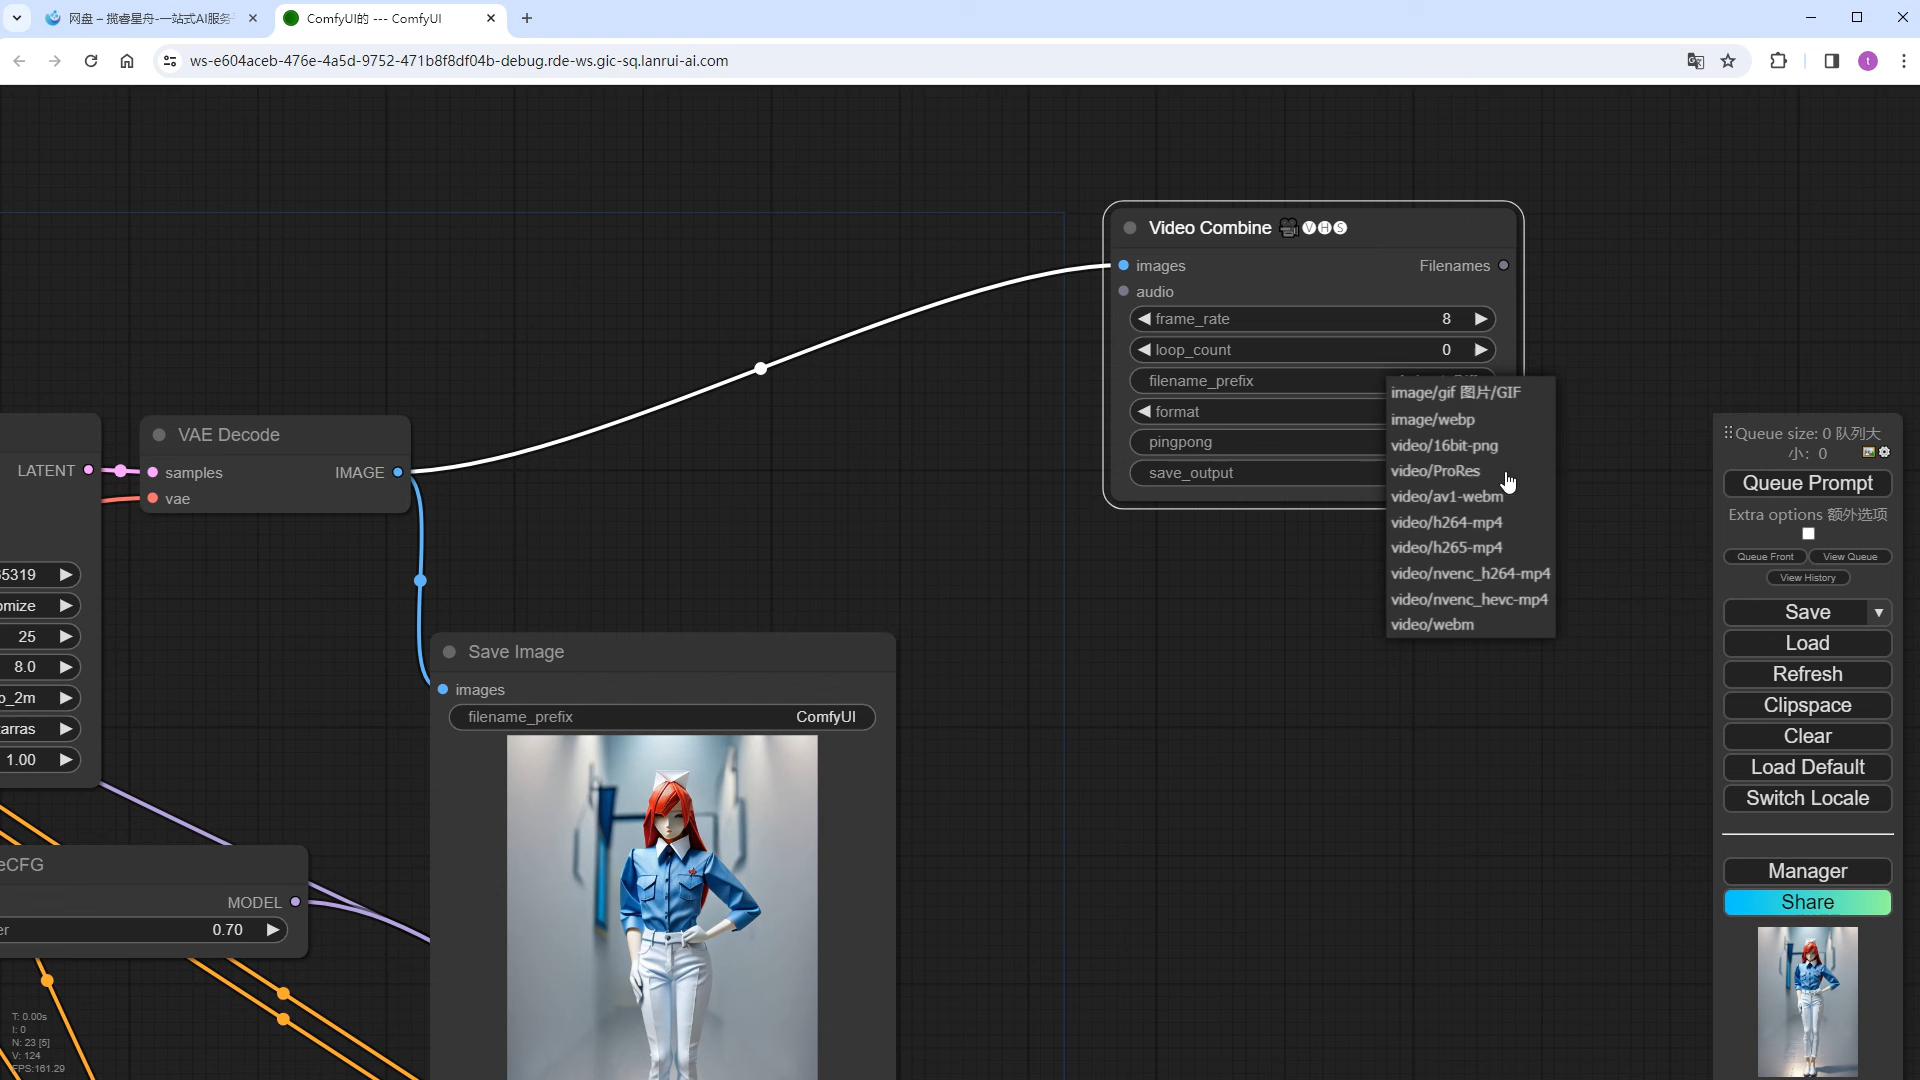 网盘 – 揽睿星舟-一站式AI服务
ComfyUI的 --- ComfyUI
ws-e604aceb-476e-4a5d-9752-471b8f8df04b-debug.rde-ws.gic-sq.lanrui-ai.com
t
Video Combine VHS
images
Filenames
audio
frame_rate 8
loop_count 0
filename_prefix
format
pingpong
save_output
image/gif 图片/GIF
image/webp
video/16bit-png
video/ProRes
video/av1-webm
video/h264-mp4
video/h265-mp4
video/nvenc_h264-mp4
video/nvenc_hevc-mp4
video/webm
LATENT
VAE Decode
samples
IMAGE
vae
65319
omize
25
8.0
o_2m
arras
1.00
Save Image
images
filename_prefix ComfyUI
eCFG
MODEL
er 0.70
T: 0.00s
I: 0
N: 23 [5]
V: 124
FPS:161.29
Queue size: 0 队列大
小：0
Queue Prompt
Extra options 额外选项
Queue Front
View Queue
View History
Save
Load
Refresh
Clipspace
Clear
Load Default
Switch Locale
Manager
Share